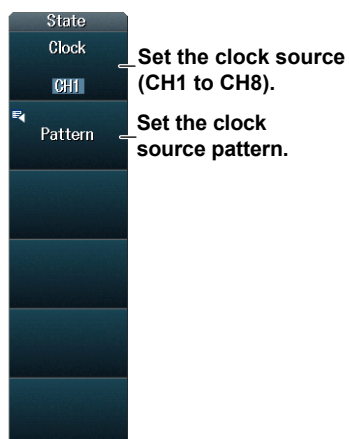 State
Clock
CH1
Set the clock source
(CH1 to CH8).
Pattern
Set the clock
source pattern.